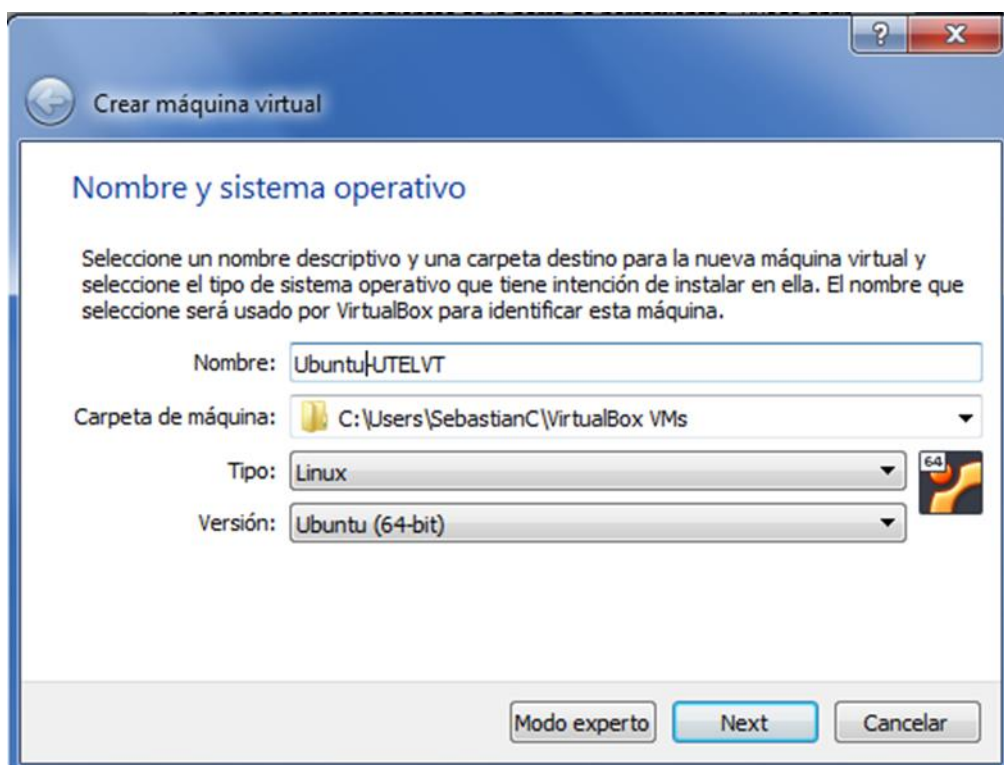 ?
X
Crear máquina virtual
Nombre y sistema operativo
Seleccione un nombre descriptivo y una carpeta destino para la nueva máquina virtual y
seleccione el tipo de sistema operativo que tiene intención de instalar en ella. El nombre que
seleccione será usado por VirtualBox para identificar esta máquina.
Nombre: Ubuntu-UTELVT
Carpeta de máquina: C:\Users\SebastianC\VirtualBox VMs
Tipo: Linux
64
Versión: Ubuntu (64-bit)
Modo experto Next Cancelar